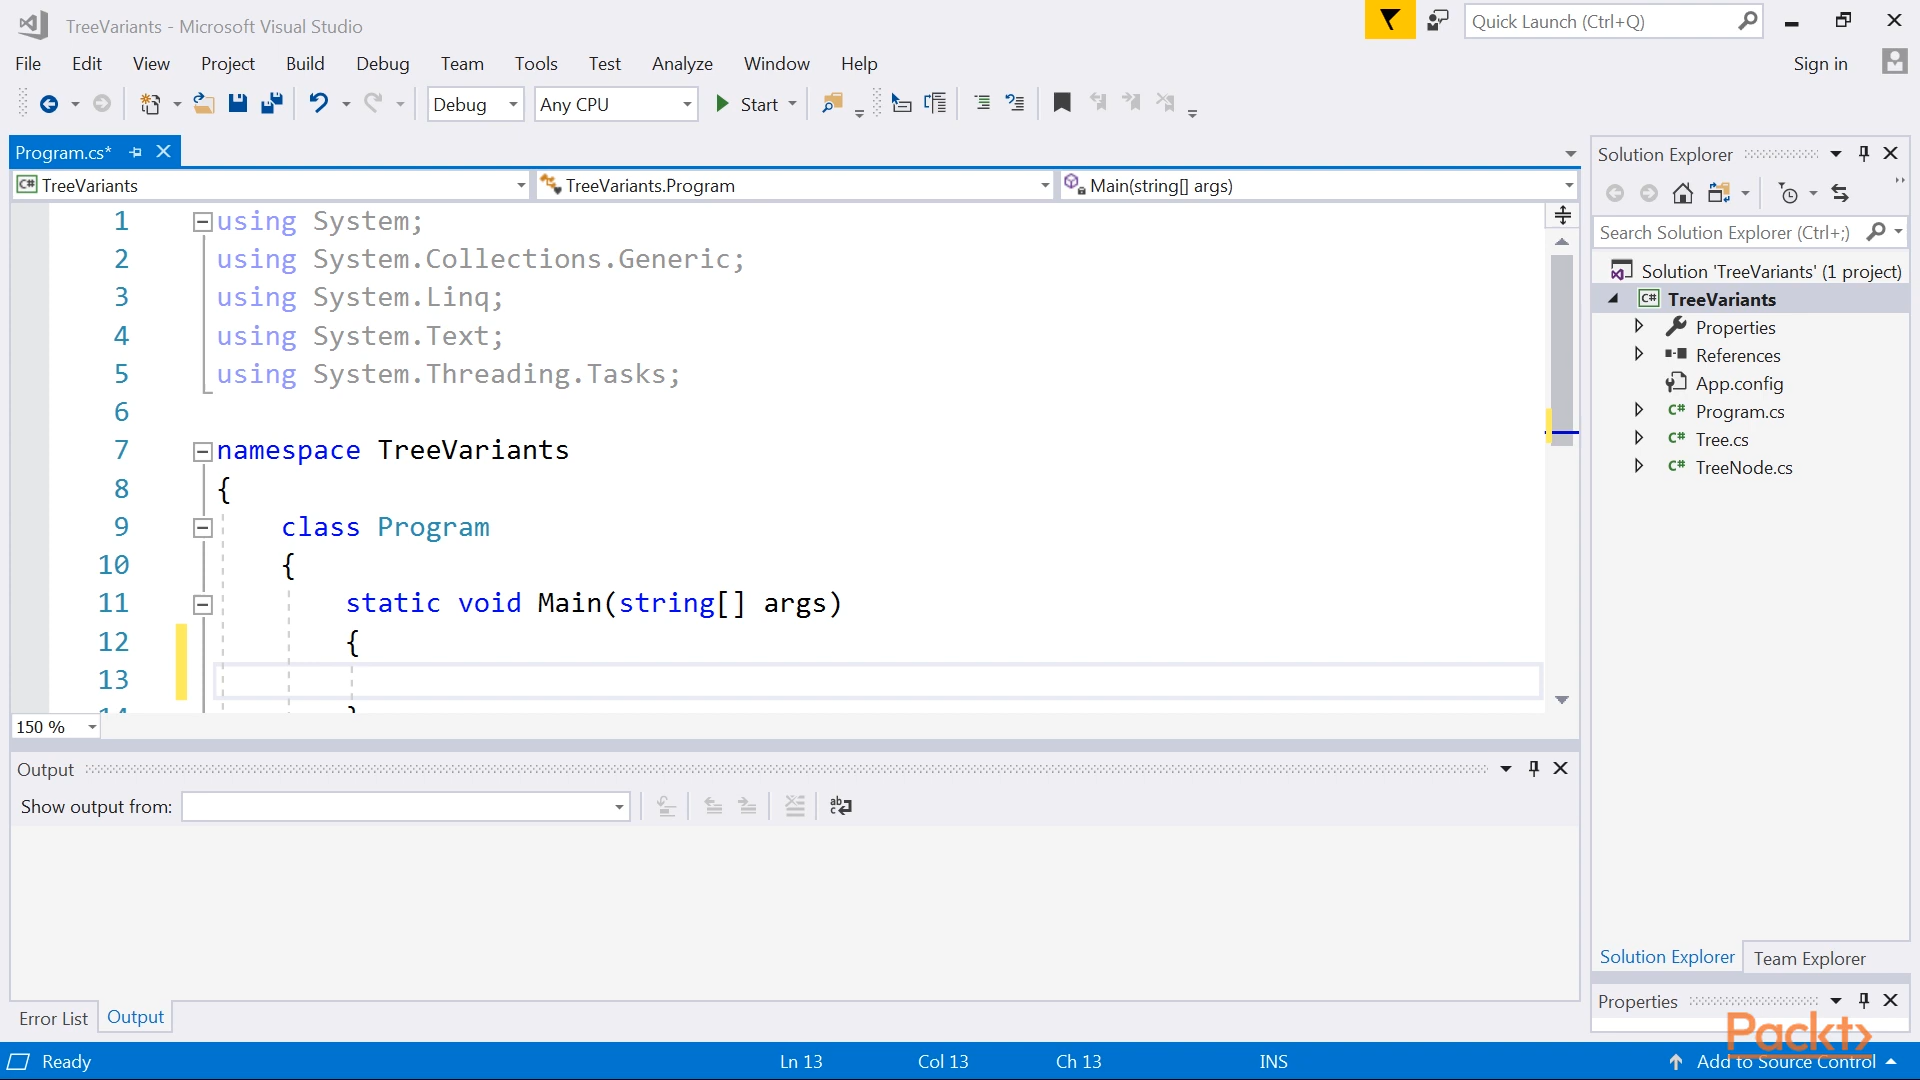 TreeVariants - Microsoft Visual Studio
Quick Launch (Ctrl+Q)
File Edit View Project Build Debug Team Tools Test Analyze Window Help
Sign in
Debug Any CPU Start
Program.cs*
TreeVariants TreeVariants.Program Main(string[] args)
1 using System;
2 using System.Collections.Generic;
3 using System.Linq;
4 using System.Text;
5 using System.Threading.Tasks;
6
7 namespace TreeVariants
8 {
9 class Program
10 {
11 static void Main(string[] args)
12 {
13
14 }
150 %
Output
Show output from:
Error List Output
Solution Explorer
Search Solution Explorer (Ctrl+;)
Solution 'TreeVariants' (1 project)
C# TreeVariants
Properties
References
App.config
C# Program.cs
C# Tree.cs
C# TreeNode.cs
Solution Explorer Team Explorer
Properties
Packt>
Ready Ln 13 Col 13 Ch 13 INS Add to Source Control